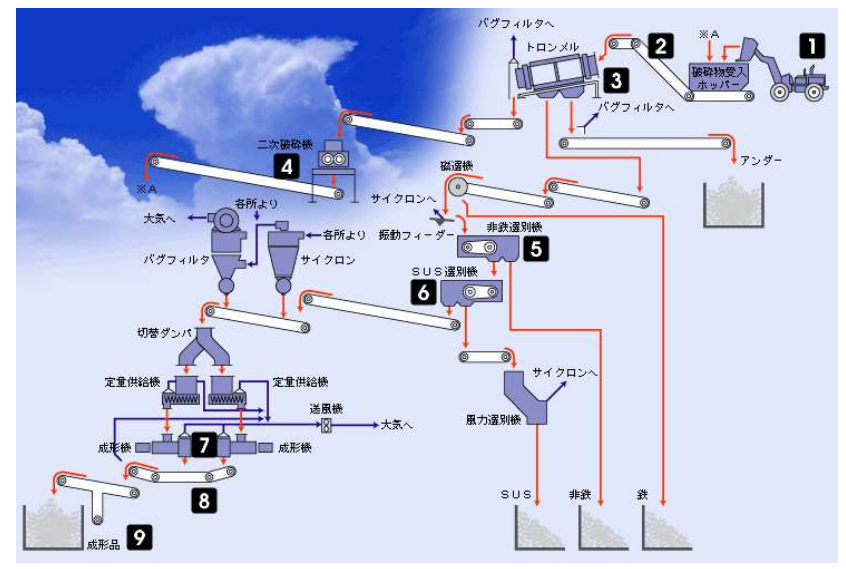 バグフィルタへ
トロンメル
※A
破砕物受入
ホッパー
1
2
3
バグフィルタへ
二次破砕機
4
アンダー
磁選機
※A
各所より
サイクロンへ
大気へ
各所より
振動フィーダー
非鉄選別機
5
バグフィルタ
サイクロン
SUS選別機
6
切替ダンパ
定量供給機
定量供給機
サイクロンへ
送風機
大気へ
風力選別機
成形機
7
成形機
8
SUS
非鉄
鉄
成形品
9